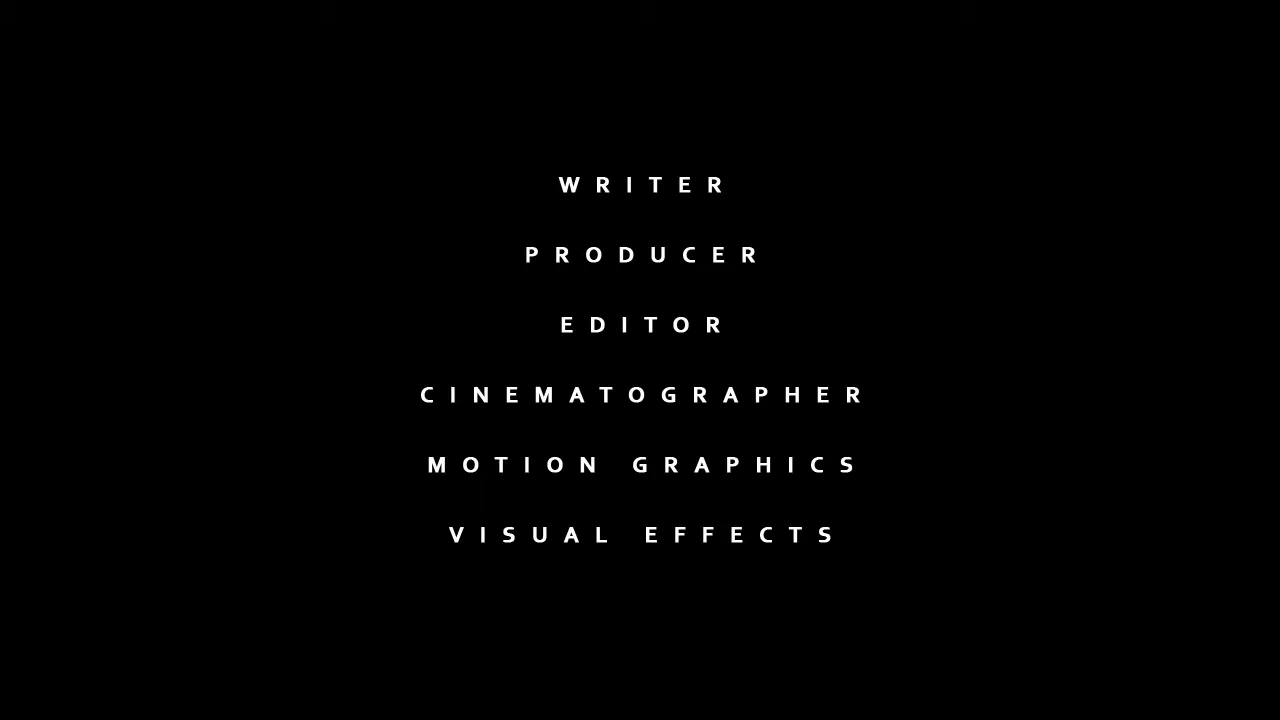 WRITER
PRODUCER
EDITOR
CINEMATOGRAPHER
MOTION GRAPHICS
VISUAL EFFECTS